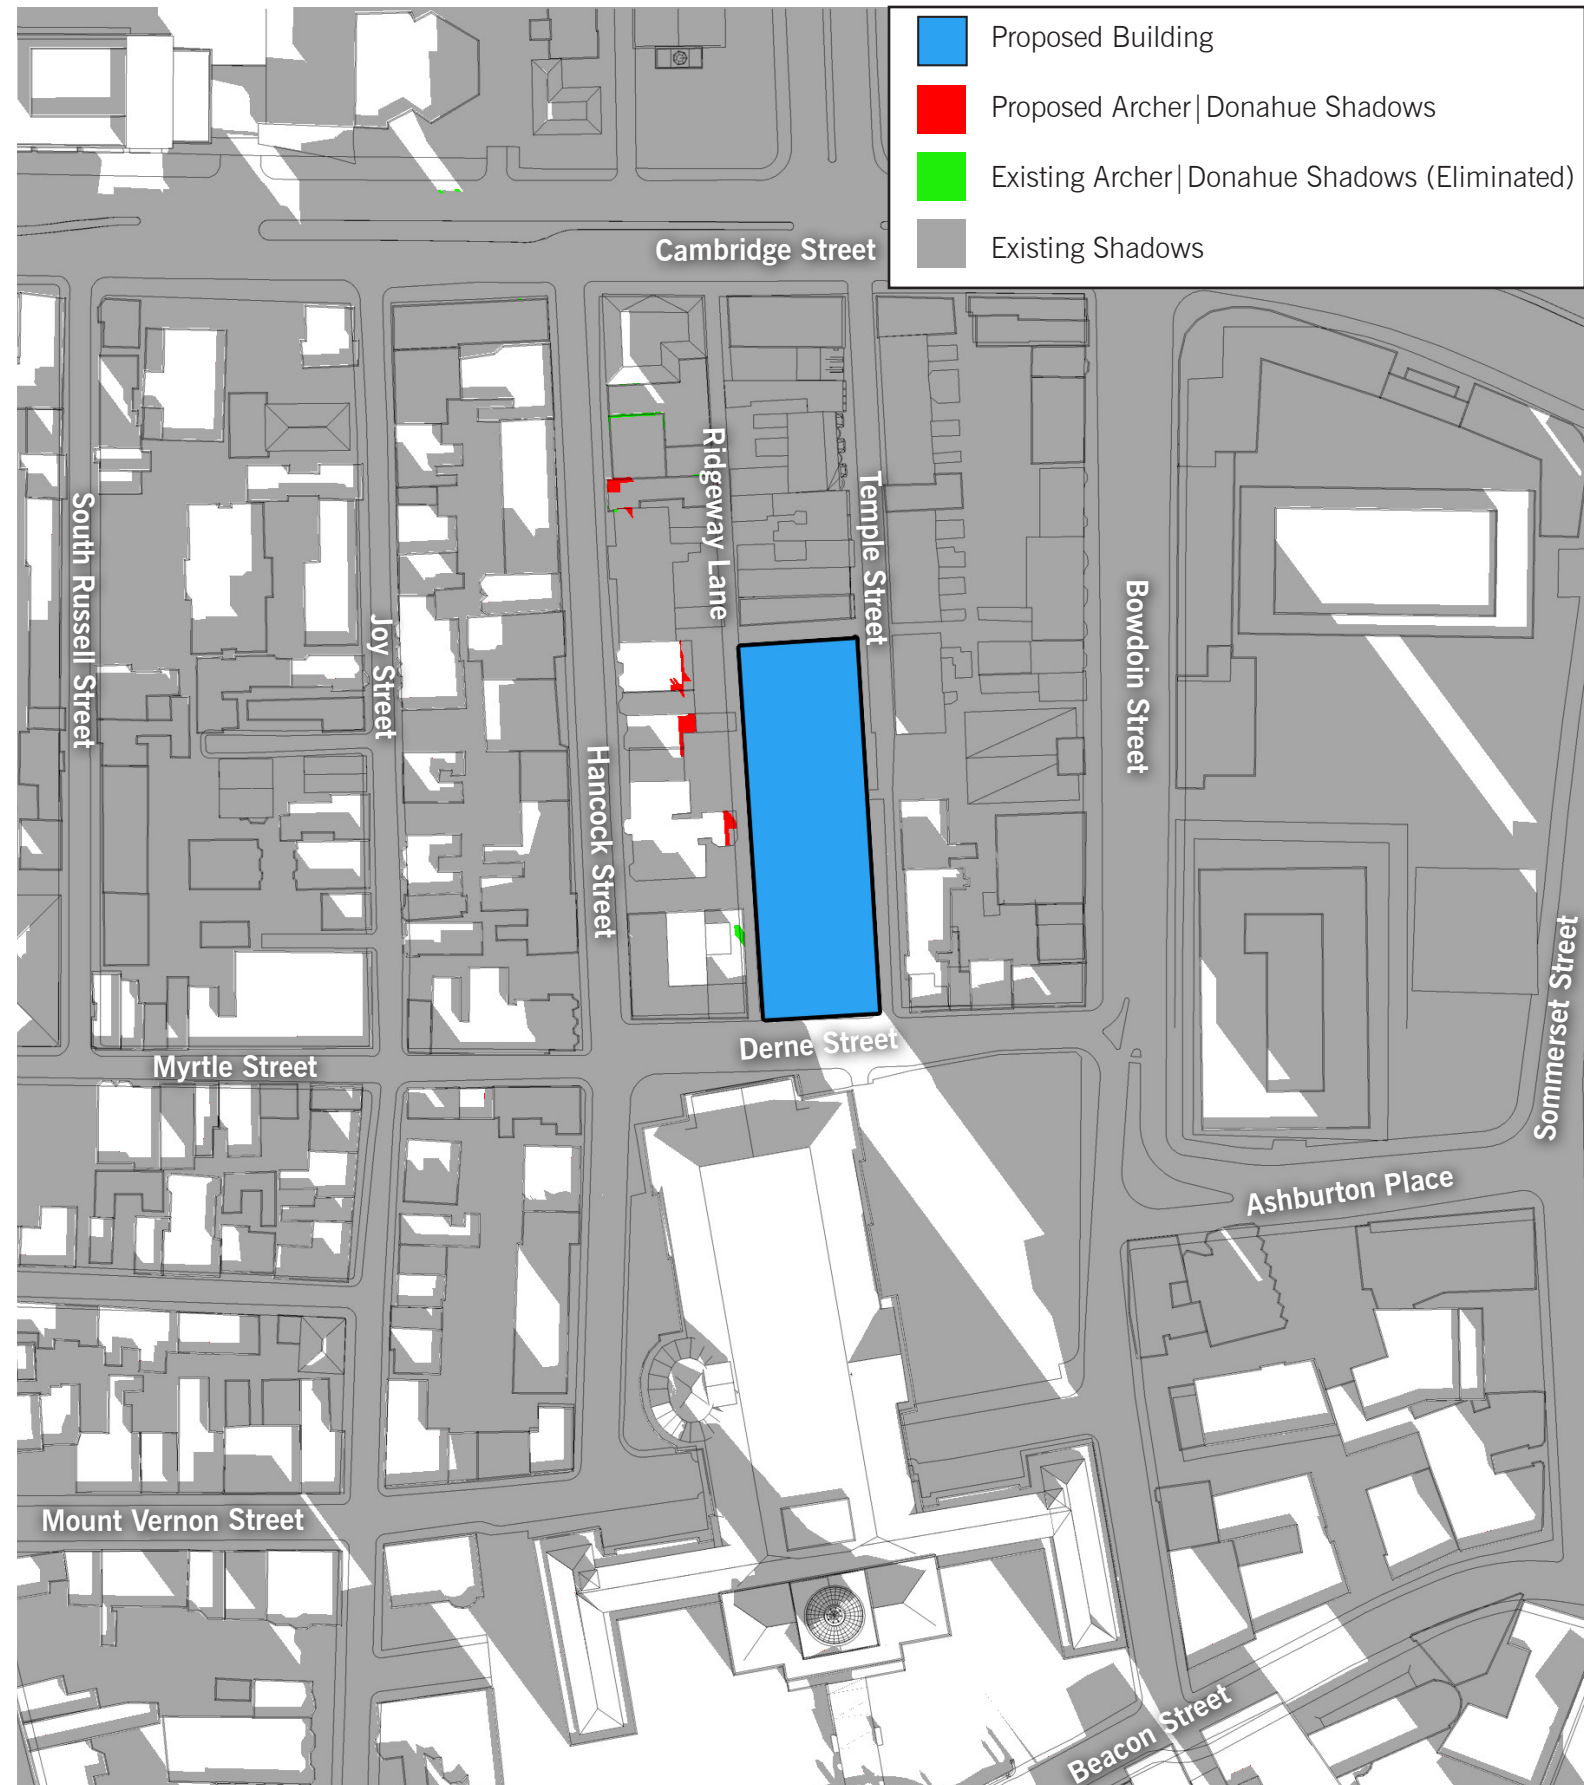 Proposed Building
Proposed Archer|Donahue Shadows
Existing Archer|Donahue Shadows (Eliminated)
Existing Shadows
Cambridge Street
Ridgeway Lane
Temple Street
South Russell Street
Joy Street
Hancock Street
Bowdoin Street
Sommerset Street
Derne Street
Myrtle Street
Ashburton Place
Mount Vernon Street
Beacon Street